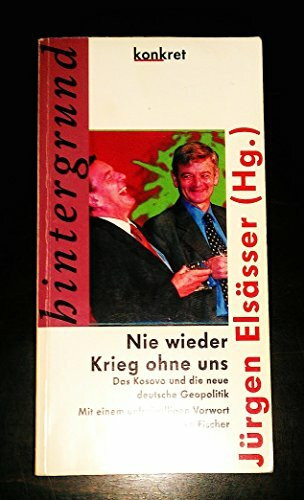 konkret
hintergrund
Jürgen Elsässer (Hg.)
Nie wieder
Krieg ohne uns
Das Kosovo und die neue
deutsche Geopolitik
Mit einem Vorwort
Fischer